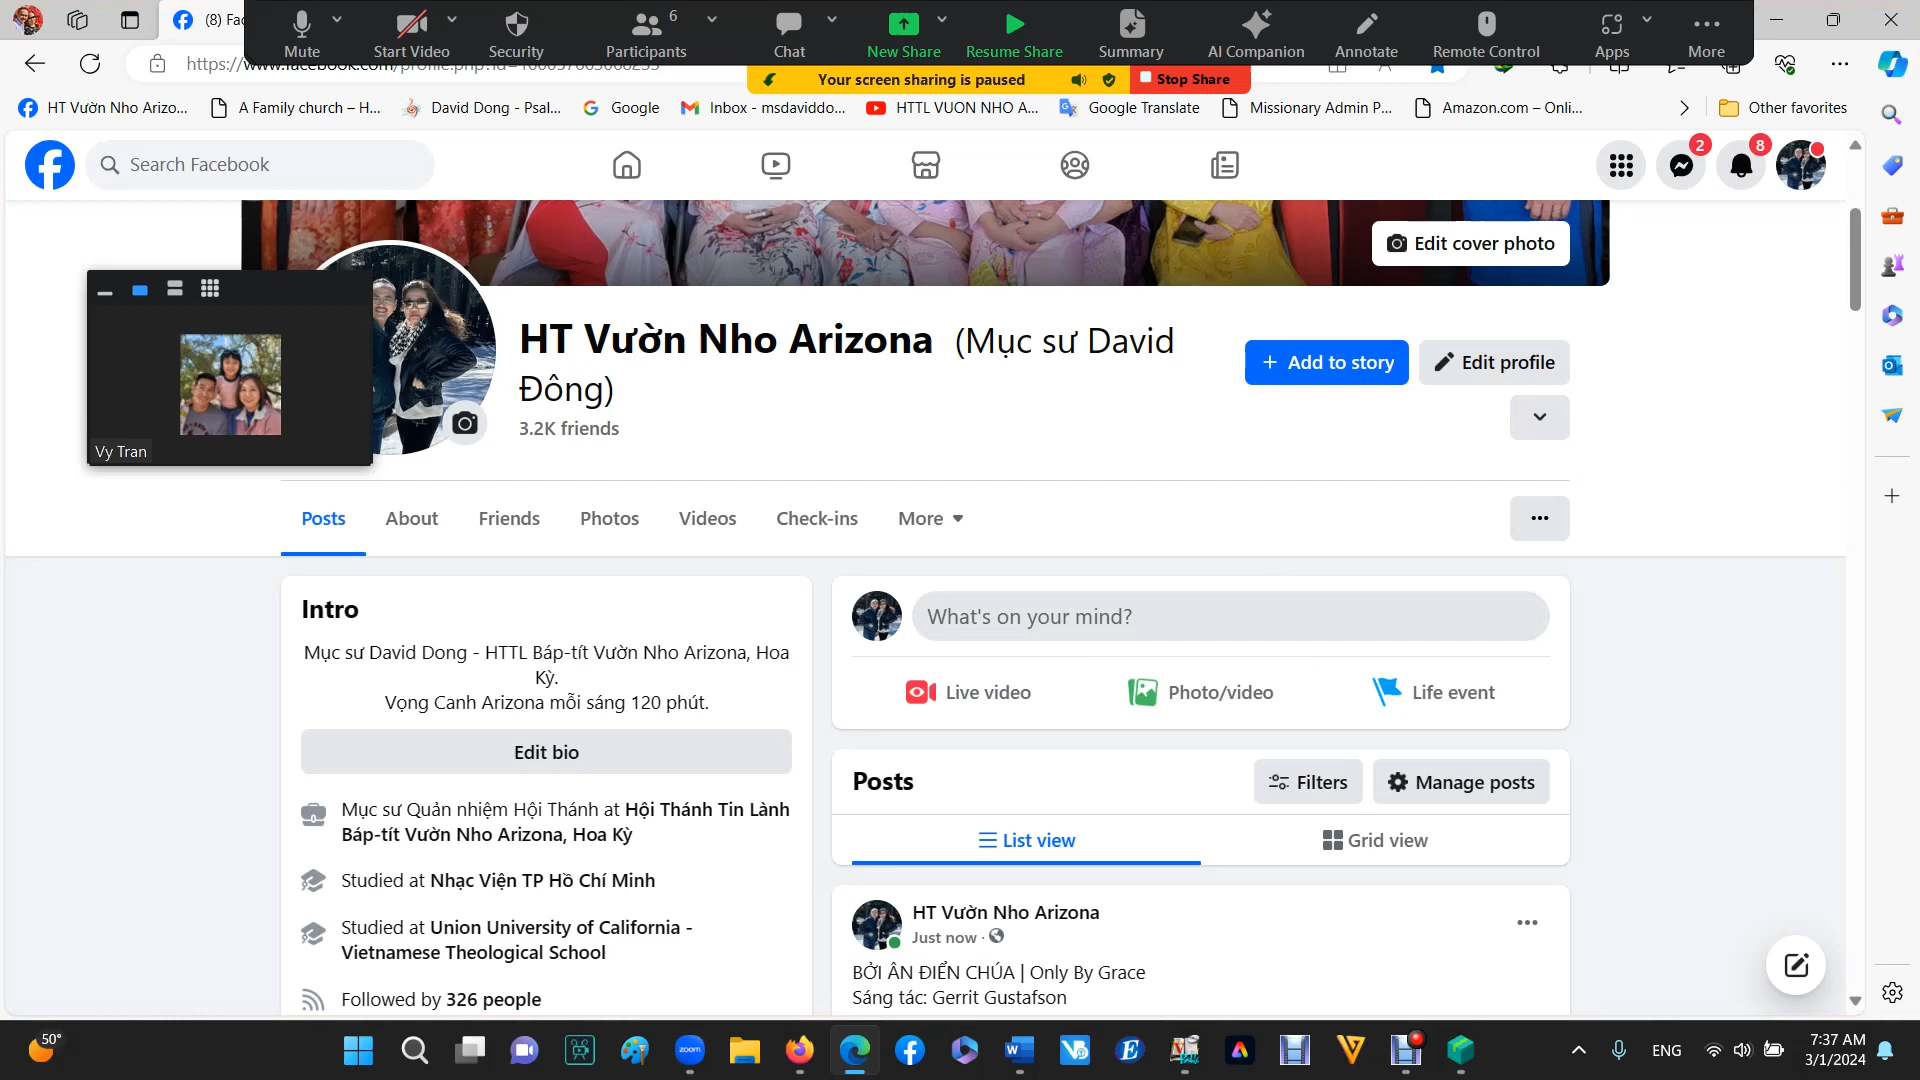 (8) Fac
Mute
Start Video
Security
Participants
6
Chat
New Share
Resume Share
Summary
AI Companion
Annotate
Remote Control
Apps
More
Your screen sharing is paused
Stop Share
HT Vườn Nho Arizo...
A Family church – H...
David Dong - Psal...
Google
Inbox - msdaviddo...
HTTL VUON NHO A...
Google Translate
Missionary Admin P...
Amazon.com – Onli...
Other favorites
Search Facebook
2
8
Edit cover photo
Vy Tran
HT Vườn Nho Arizona (Mục sư David
Đông)
3.2K friends
+ Add to story
Edit profile
Posts
About
Friends
Photos
Videos
Check-ins
More
Intro
Mục sư David Dong - HTTL Báp-tít Vườn Nho Arizona, Hoa
Kỳ.
Vọng Canh Arizona mỗi sáng 120 phút.
Edit bio
Mục sư Quản nhiệm Hội Thánh at Hội Thánh Tin Lành
Báp-tít Vườn Nho Arizona, Hoa Kỳ
Studied at Nhạc Viện TP Hồ Chí Minh
Studied at Union University of California -
Vietnamese Theological School
Followed by 326 people
What's on your mind?
Live video
Photo/video
Life event
Posts
Filters
Manage posts
List view
Grid view
HT Vườn Nho Arizona
Just now ·
BỞI ÂN ĐIỂN CHÚA | Only By Grace
Sáng tác: Gerrit Gustafson
50°
zoom
ENG
7:37 AM
3/1/2024